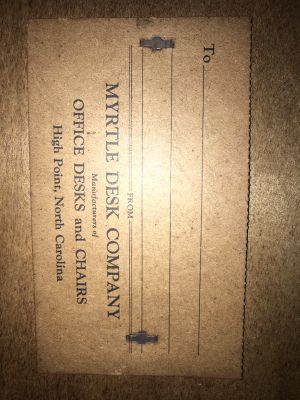 To
FROM
MYRTLE DESK COMPANY
Manufacturers of
OFFICE DESKS and CHAIRS
High Point, North Carolina